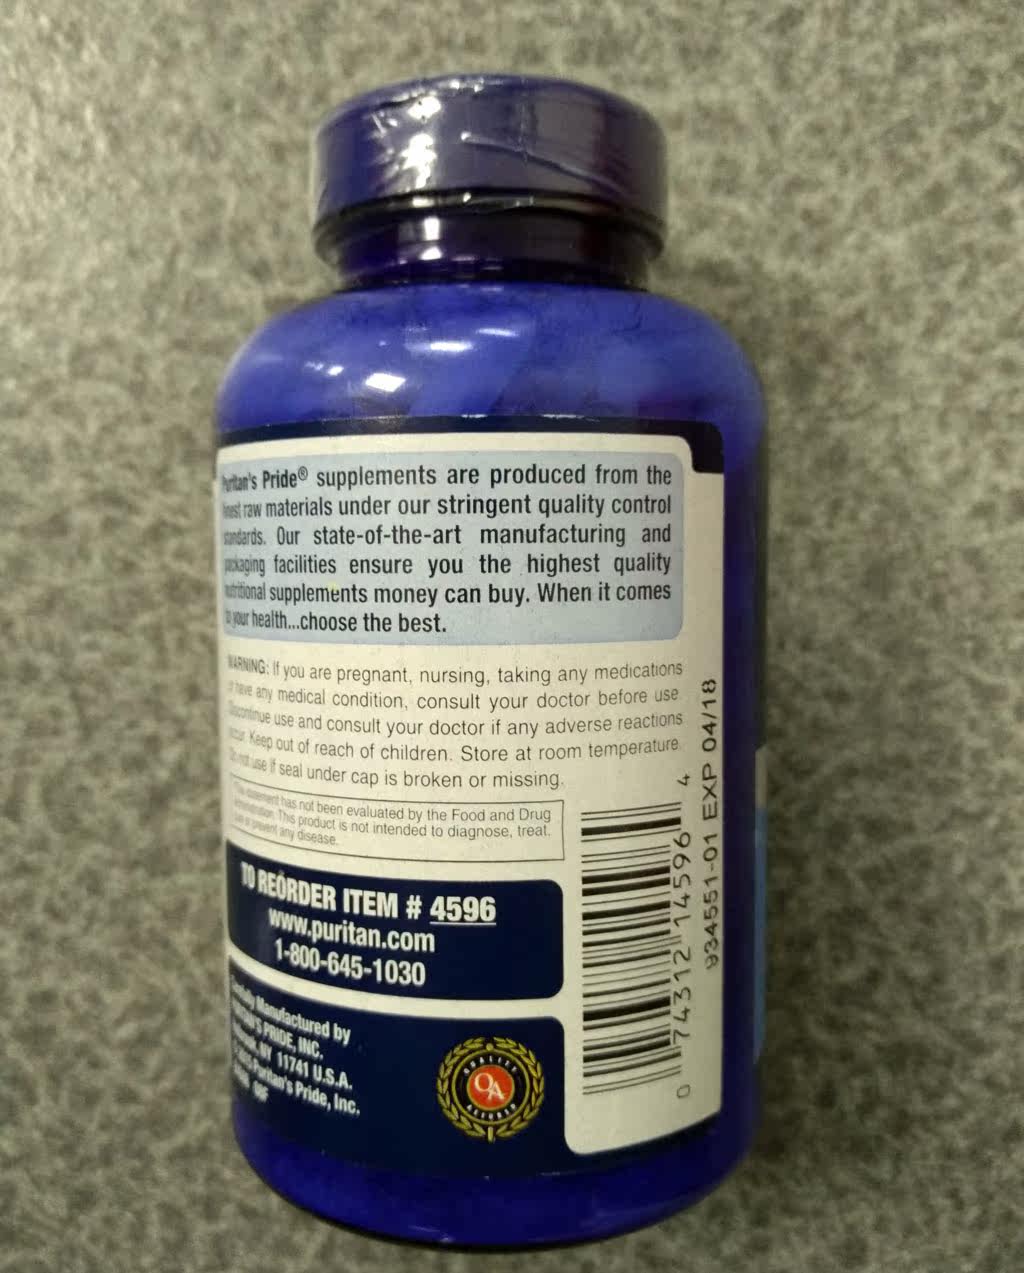 Puritan's Pride® supplements are produced from the
finest raw materials under our stringent quality control
standards. Our state-of-the-art manufacturing and
packaging facilities ensure you the highest quality
nutritional supplements money can buy. When it comes
to your health...choose the best.
WARNING: If you are pregnant, nursing, taking any medications
or have any medical condition, consult your doctor before use.
Discontinue use and consult your doctor if any adverse reactions
occur. Keep out of reach of children. Store at room temperature.
Do not use if seal under cap is broken or missing.
statement has not been evaluated by the Food and Drug
This product is not intended to diagnose, treat,
or prevent any disease.
TO REORDER ITEM # 4596
www.puritan.com
1-800-645-1030
Manufactured by
PURITAN'S PRIDE, INC.
NY 11741 U.S.A.
Puritan's Pride, Inc.
QUALITY
QA
ASSURED
0 74312 14596 4
934551-01 EXP 04/18